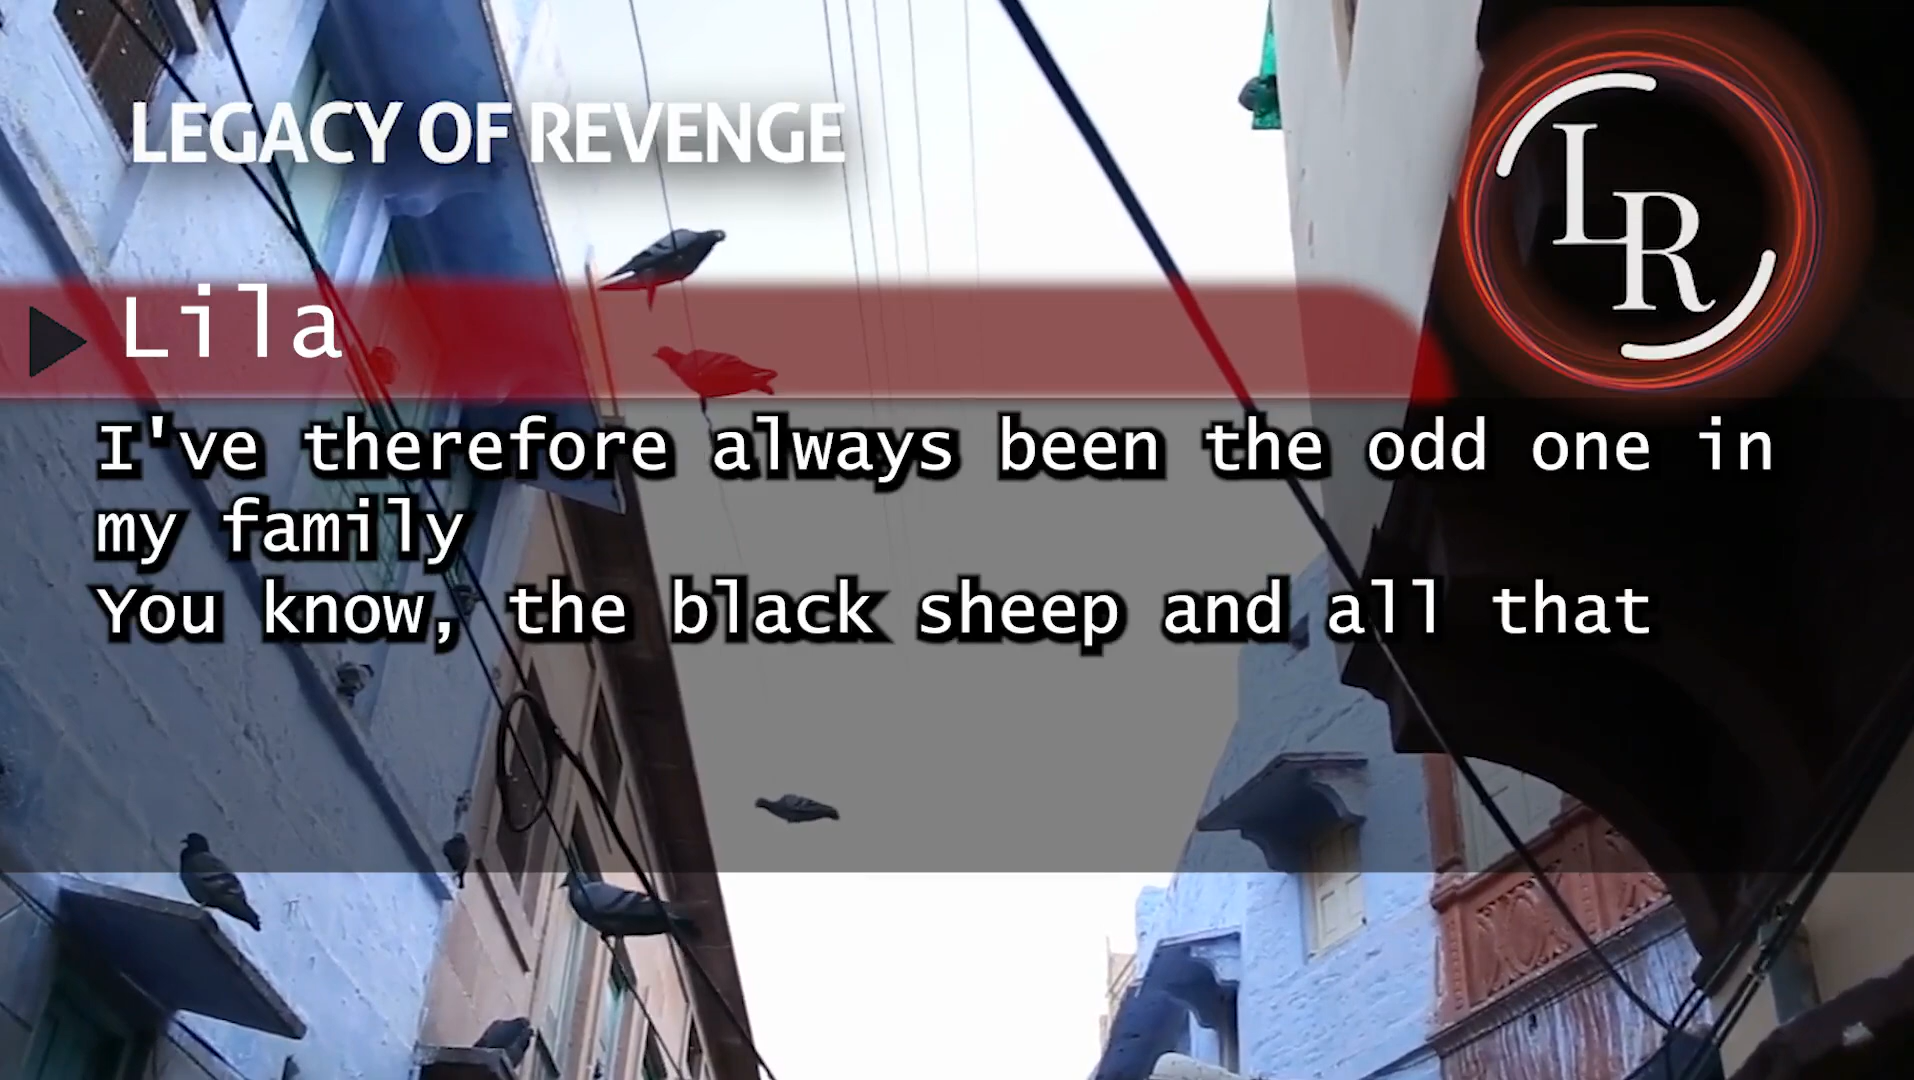 LEGACY OF REVENGE
LR
Lila
I've therefore always been the odd one in
my family
You know, the black sheep and all that